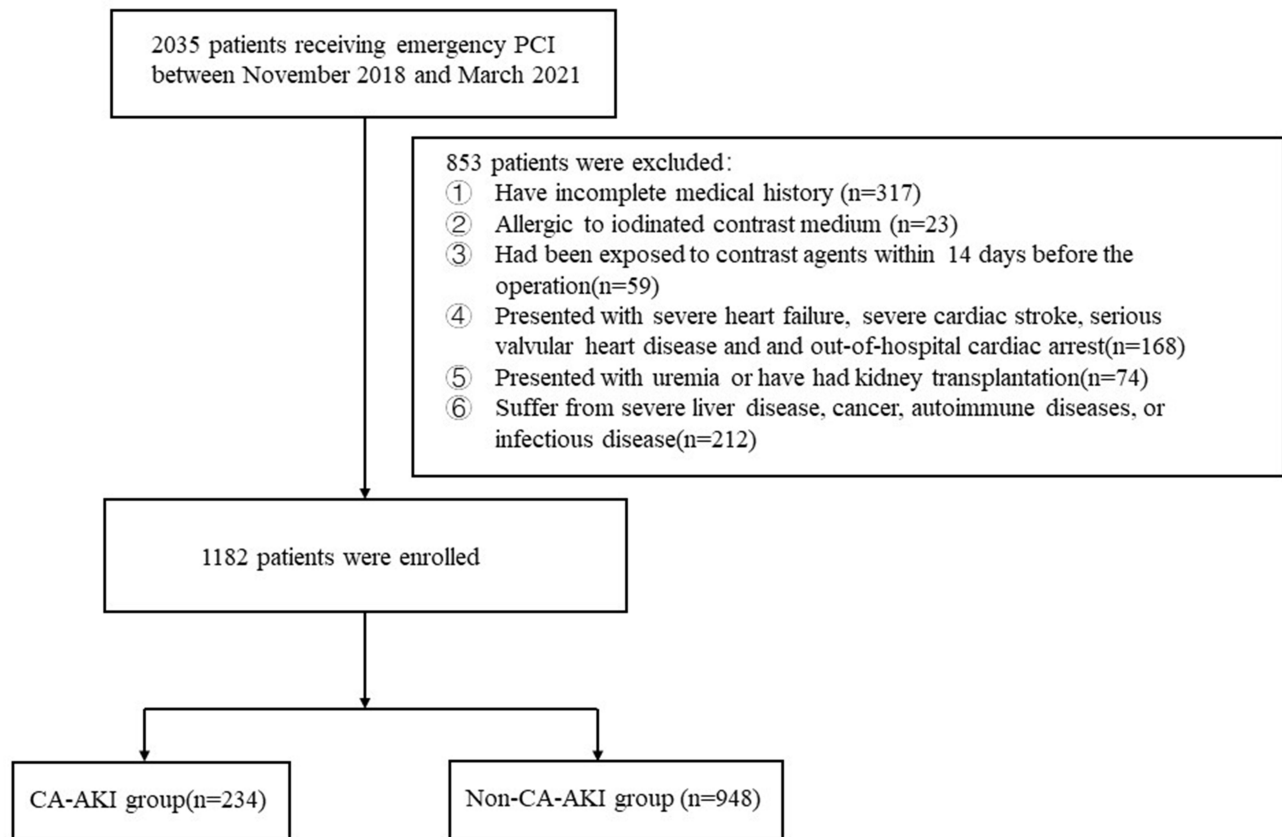 2035 patients receiving emergency PCI
between November 2018 and March 2021
853 patients were excluded：
① Have incomplete medical history (n=317)
② Allergic to iodinated contrast medium (n=23)
③ Had been exposed to contrast agents within 14 days before the
operation(n=59)
④ Presented with severe heart failure, severe cardiac stroke, serious
valvular heart disease and and out-of-hospital cardiac arrest(n=168)
⑤ Presented with uremia or have had kidney transplantation(n=74)
⑥ Suffer from severe liver disease, cancer, autoimmune diseases, or
infectious disease(n=212)
1182 patients were enrolled
CA-AKI group(n=234)
Non-CA-AKI group (n=948)